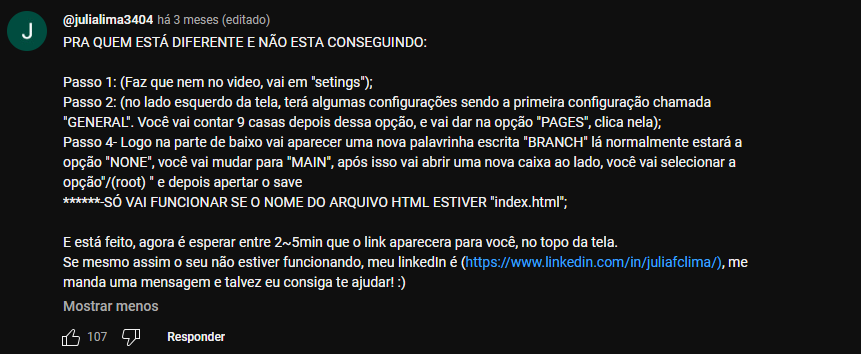 J
@julialima3404 há 3 meses (editado)
PRA QUEM ESTÁ DIFERENTE E NÃO ESTA CONSEGUINDO:
Passo 1: (Faz que nem no video, vai em "setings");
Passo 2: (no lado esquerdo da tela, terá algumas configurações sendo a primeira configuração chamada
"GENERAL". Você vai contar 9 casas depois dessa opção, e vai dar na opção "PAGES", clica nela);
Passo 4- Logo na parte de baixo vai aparecer uma nova palavrinha escrita "BRANCH" lá normalmente estará a
opção "NONE", você vai mudar para "MAIN", após isso vai abrir uma nova caixa ao lado, você vai selecionar a
opção"/(root) " e depois apertar o save
******-SÓ VAI FUNCIONAR SE O NOME DO ARQUIVO HTML ESTIVER "index.html";
E está feito, agora é esperar entre 2~5min que o link aparecera para você, no topo da tela.
Se mesmo assim o seu não estiver funcionando, meu linkedIn é (https://www.linkedin.com/in/juliafclima/), me
manda uma mensagem e talvez eu consiga te ajudar! :)
Mostrar menos
107 Responder